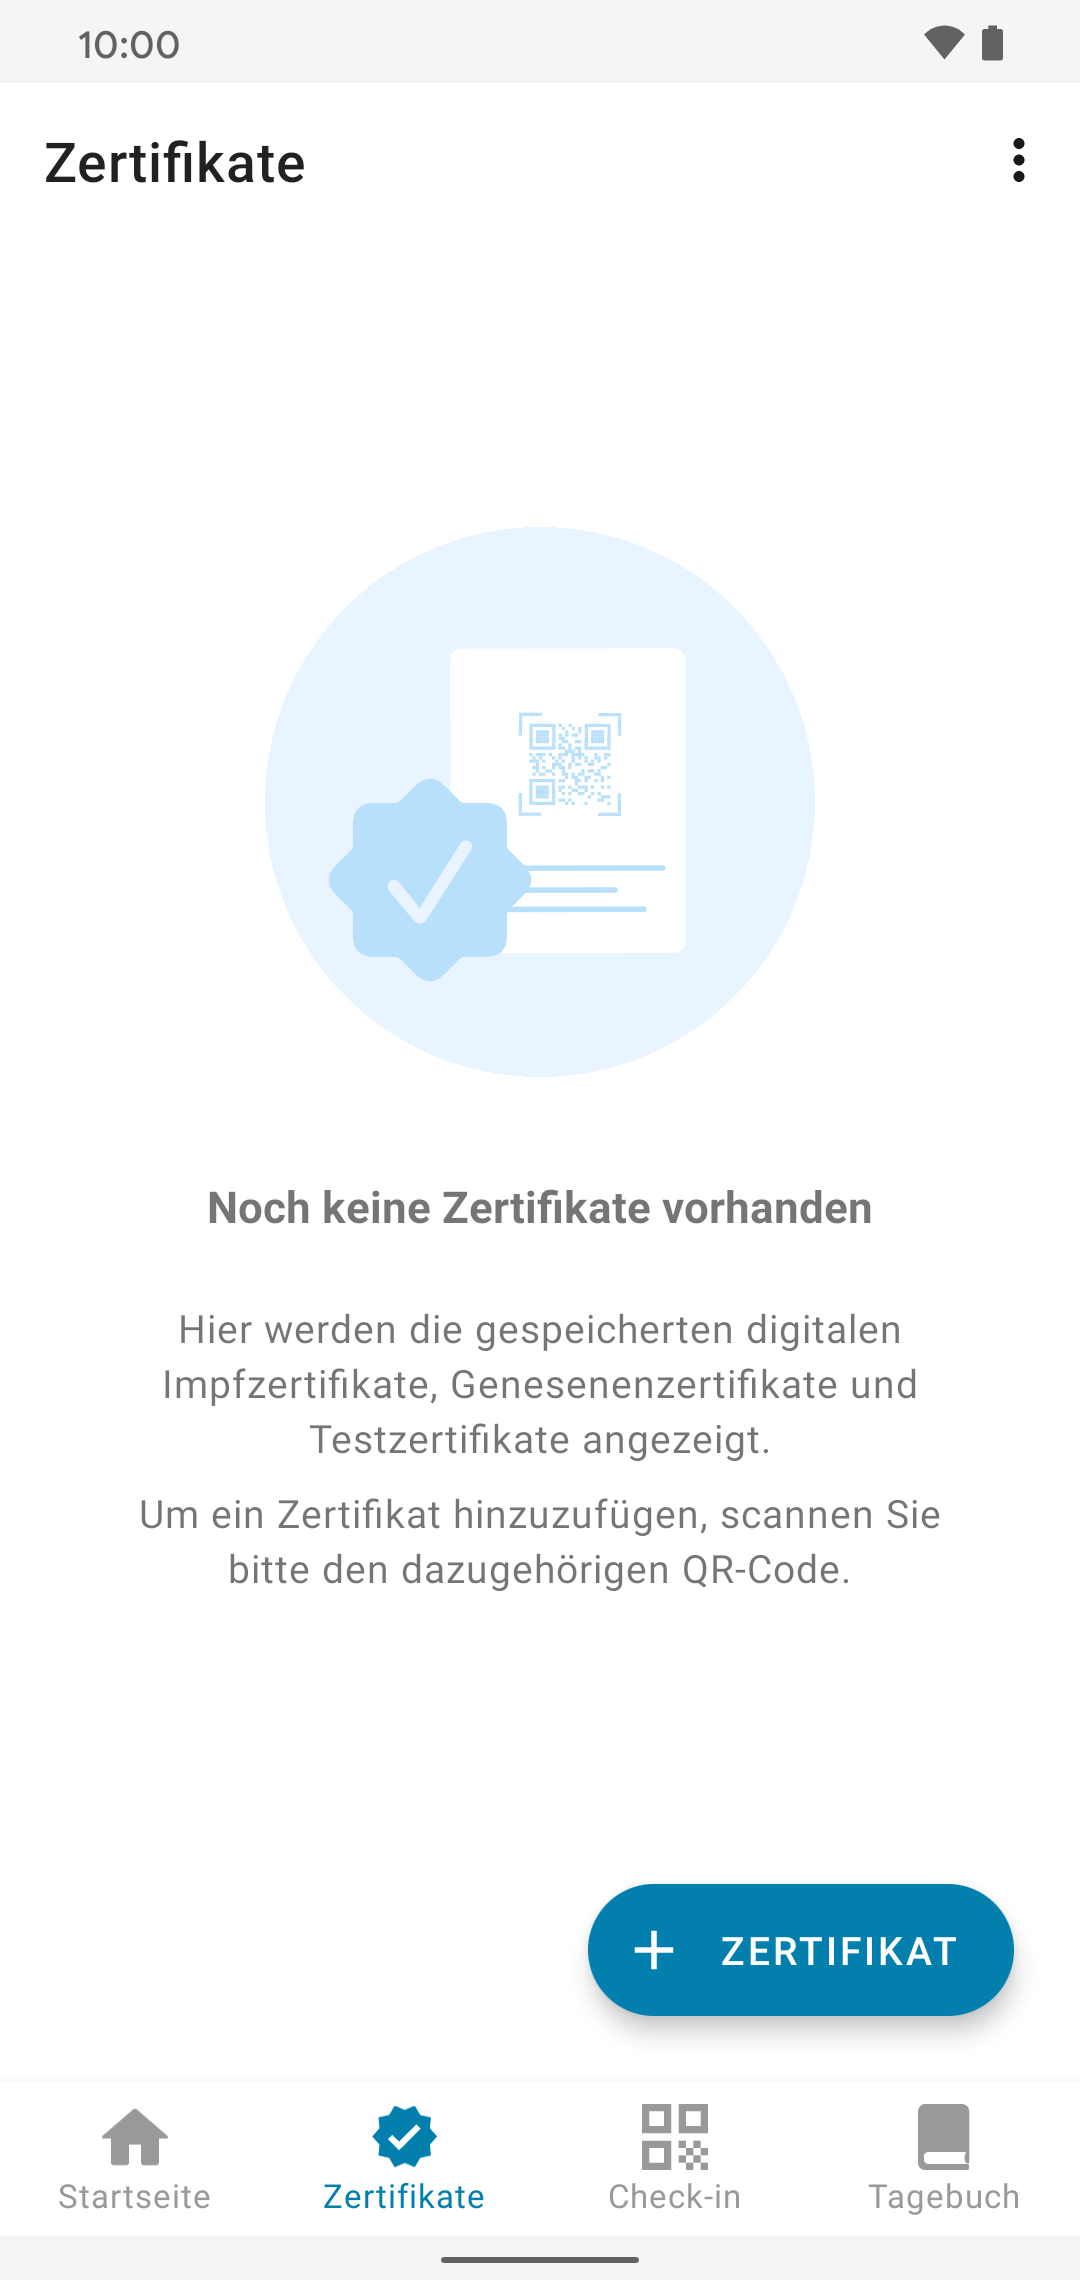 10:00
Zertifikate
Noch keine Zertifikate vorhanden
Hier werden die gespeicherten digitalen
Impfzertifikate, Genesenenzertifikate und
Testzertifikate angezeigt.
Um ein Zertifikat hinzuzufügen, scannen Sie
bitte den dazugehörigen QR-Code.
ZERTIFIKAT
Startseite
Zertifikate
Check-in
Tagebuch